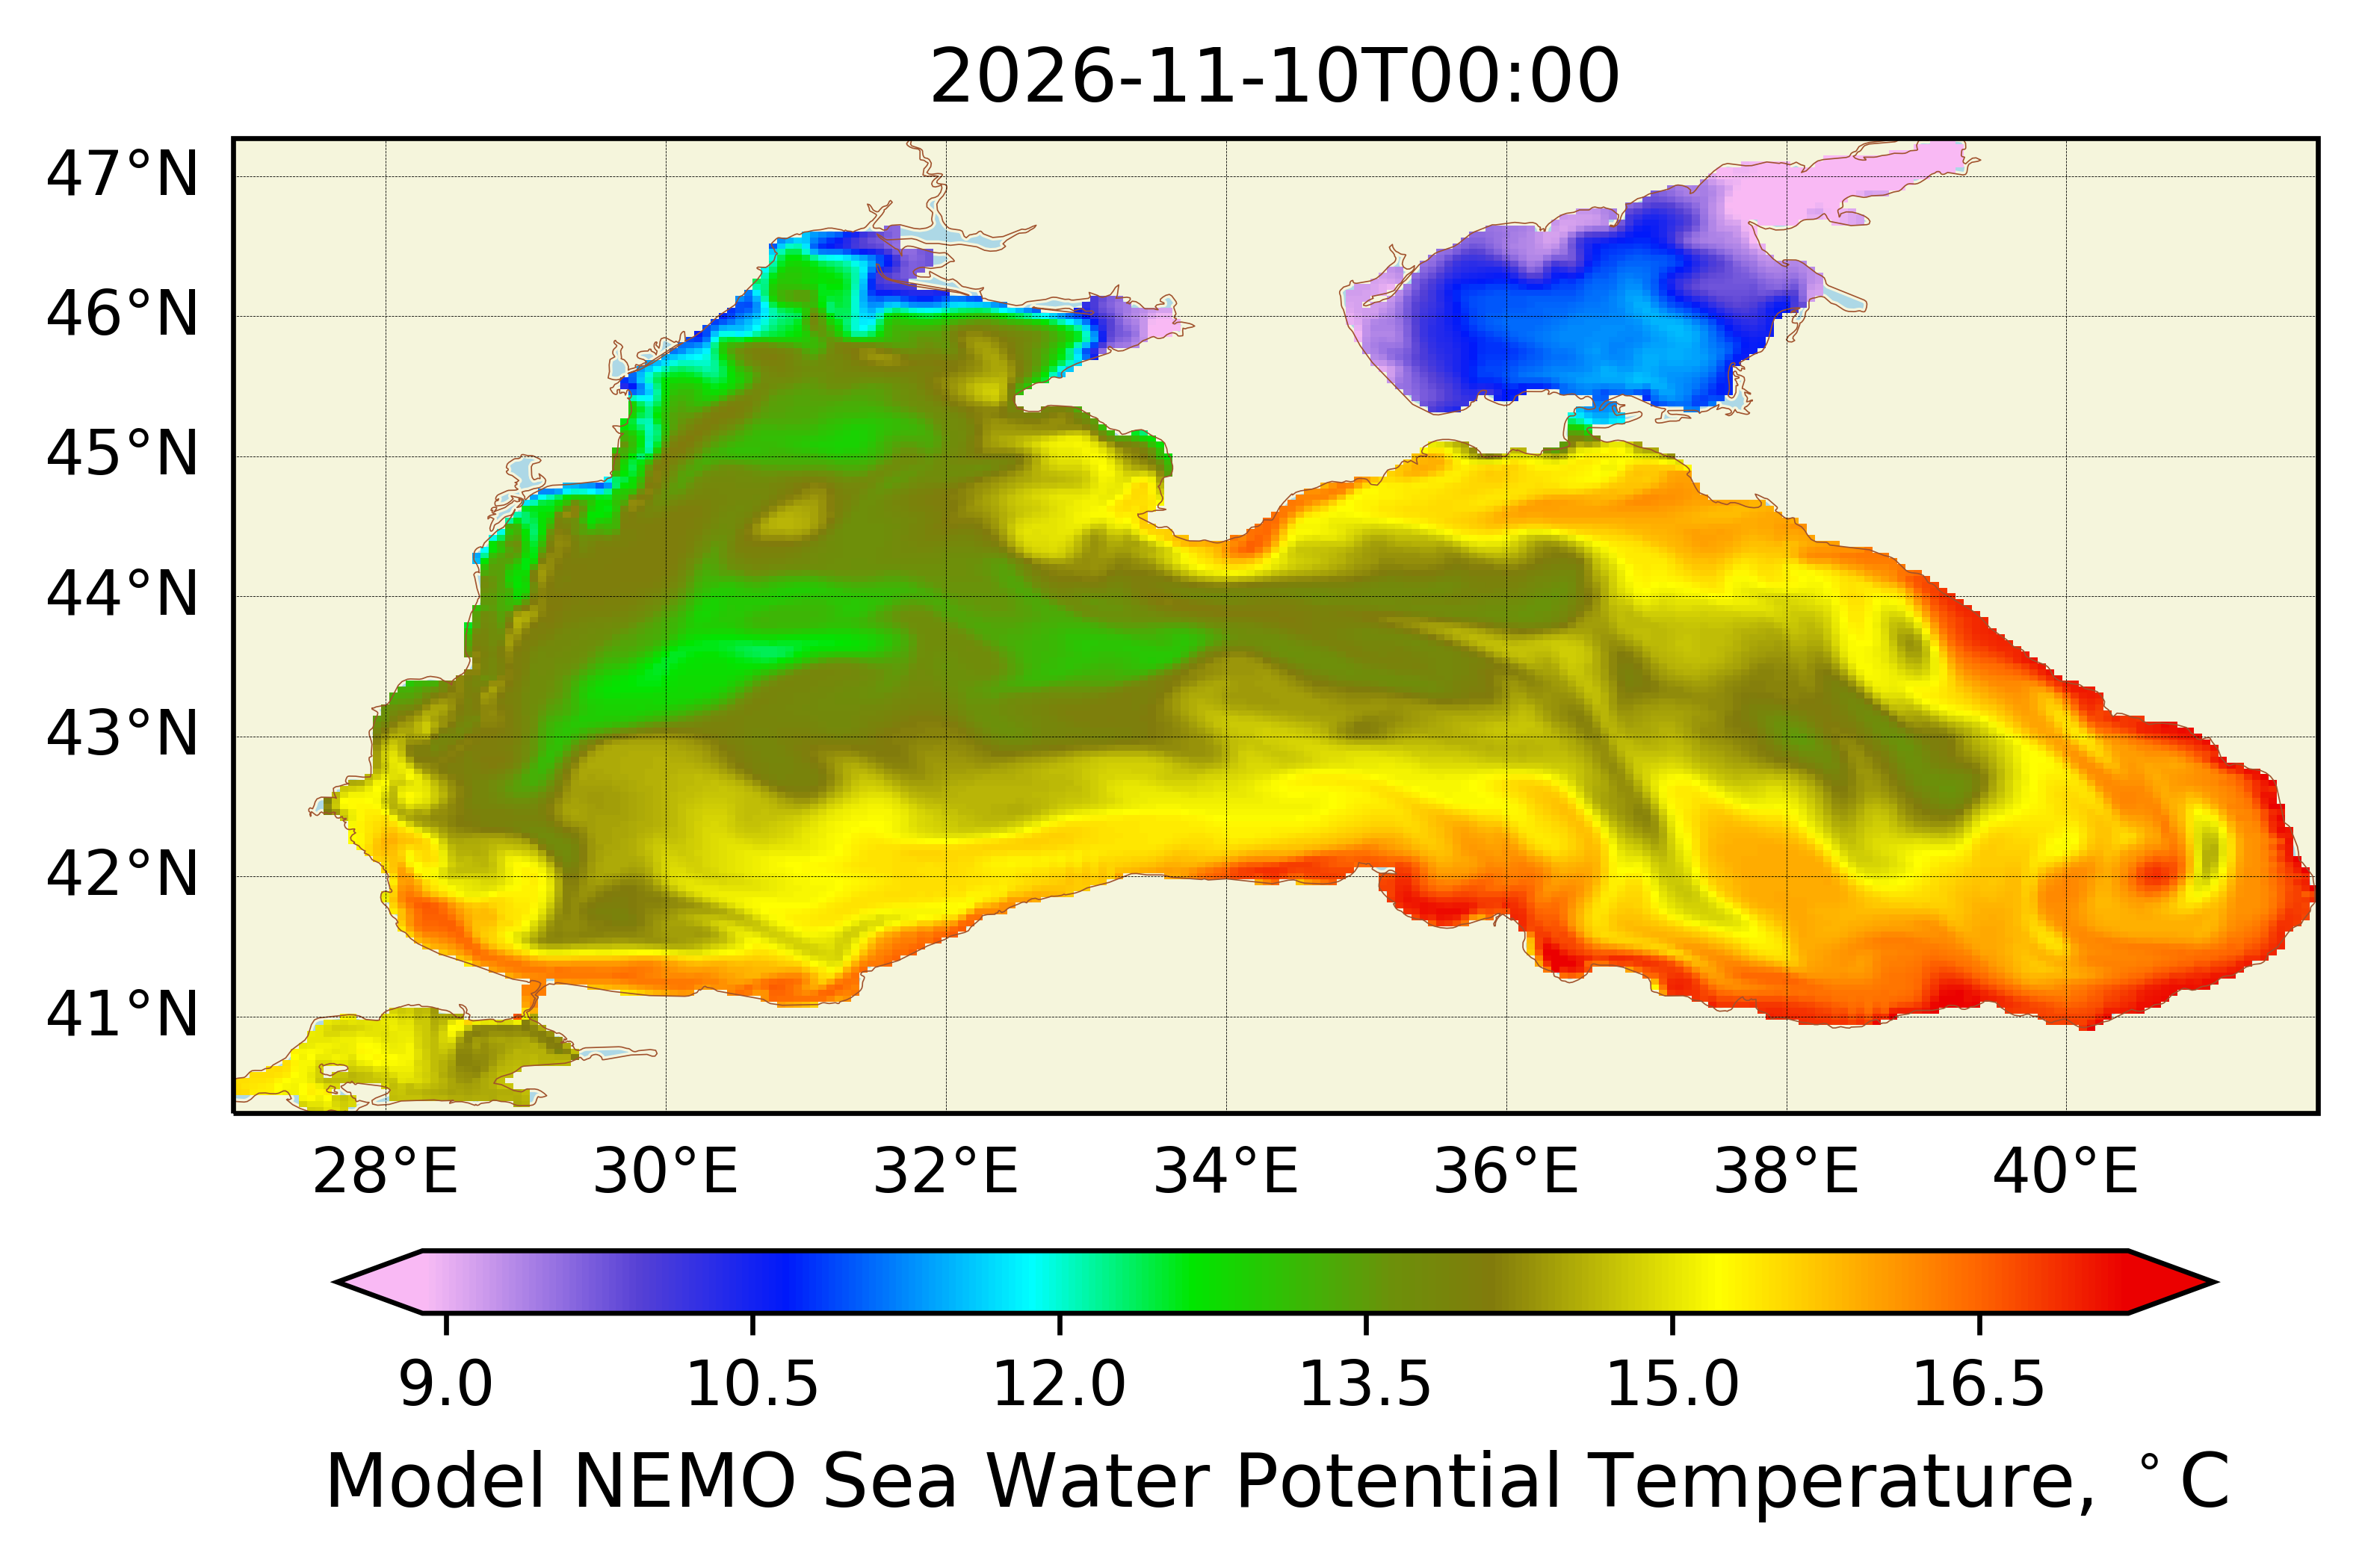 2026-11-10T00:00
47°N
46°N
45°N
44°N
43°N
42°N
41°N
28°E 30°E 32°E 34°E 36°E 38°E 40°E
9.0 10.5 12.0 13.5 15.0 16.5
Model NEMO Sea Water Potential Temperature, °C